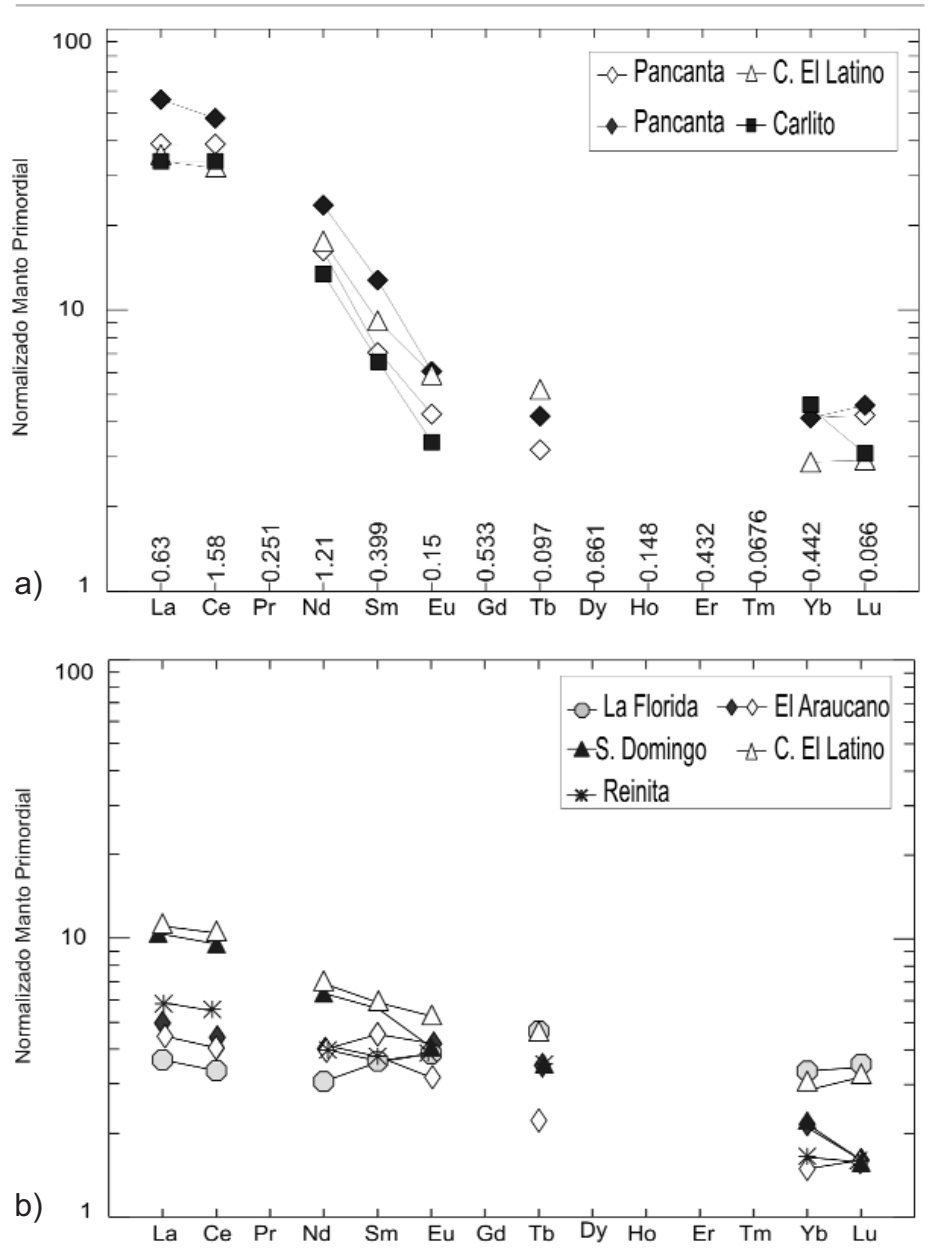 100
Pancanta C. El Latino
Pancanta Carlito
Normalizado Manto Primordial
10
0.63 1.58 0.251 1.21 0.399 0.15 0.533 0.097 0.661 0.148 0.432 0.0676 0.442 0.066
a) 1
La Ce Pr Nd Sm Eu Gd Tb Dy Ho Er Tm Yb Lu
100
La Florida El Araucano
S. Domingo C. El Latino
Reinita
Normalizado Manto Primordial
10
b) 1
La Ce Pr Nd Sm Eu Gd Tb Dy Ho Er Tm Yb Lu